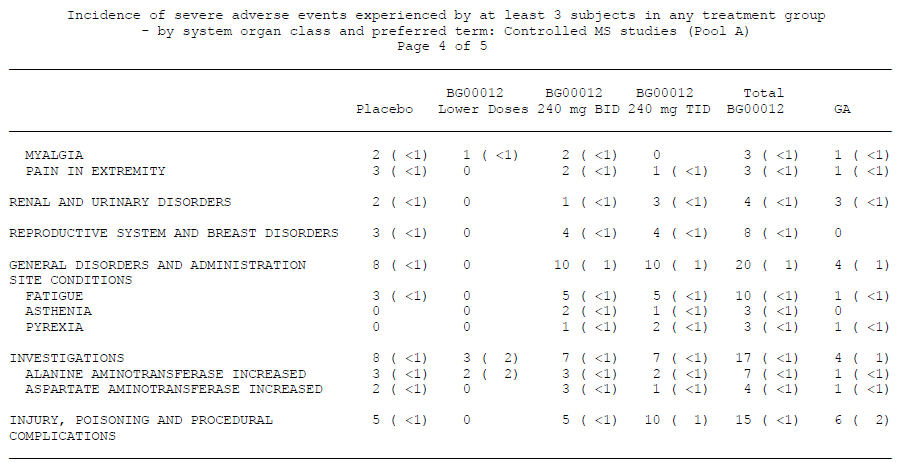 Incidence of severe adverse events experienced by at least 3 subjects in any treatment group
- by system organ class and preferred term: Controlled MS studies (Pool A)
Page 4 of 5
BG00012 BG00012 BG00012 Total
Placebo Lower Doses 240 mg BID 240 mg TID BG00012 GA
MYALGIA 2 ( <1) 1 ( <1) 2 ( <1) 0 3 ( <1) 1 ( <1)
PAIN IN EXTREMITY 3 ( <1) 0 2 ( <1) 1 ( <1) 3 ( <1) 1 ( <1)
RENAL AND URINARY DISORDERS 2 ( <1) 0 1 ( <1) 3 ( <1) 4 ( <1) 3 ( <1)
REPRODUCTIVE SYSTEM AND BREAST DISORDERS 3 ( <1) 0 4 ( <1) 4 ( <1) 8 ( <1) 0
GENERAL DISORDERS AND ADMINISTRATION 8 ( <1) 0 10 ( 1) 10 ( 1) 20 ( 1) 4 ( 1)
SITE CONDITIONS
FATIGUE 3 ( <1) 0 5 ( <1) 5 ( <1) 10 ( <1) 1 ( <1)
ASTHENIA 0 0 2 ( <1) 1 ( <1) 3 ( <1) 0
PYREXIA 0 0 1 ( <1) 2 ( <1) 3 ( <1) 1 ( <1)
INVESTIGATIONS 8 ( <1) 3 ( 2) 7 ( <1) 7 ( <1) 17 ( <1) 4 ( 1)
ALANINE AMINOTRANSFERASE INCREASED 3 ( <1) 2 ( 2) 3 ( <1) 2 ( <1) 7 ( <1) 1 ( <1)
ASPARTATE AMINOTRANSFERASE INCREASED 2 ( <1) 0 3 ( <1) 1 ( <1) 4 ( <1) 1 ( <1)
INJURY, POISONING AND PROCEDURAL 5 ( <1) 0 5 ( <1) 10 ( 1) 15 ( <1) 6 ( 2)
COMPLICATIONS